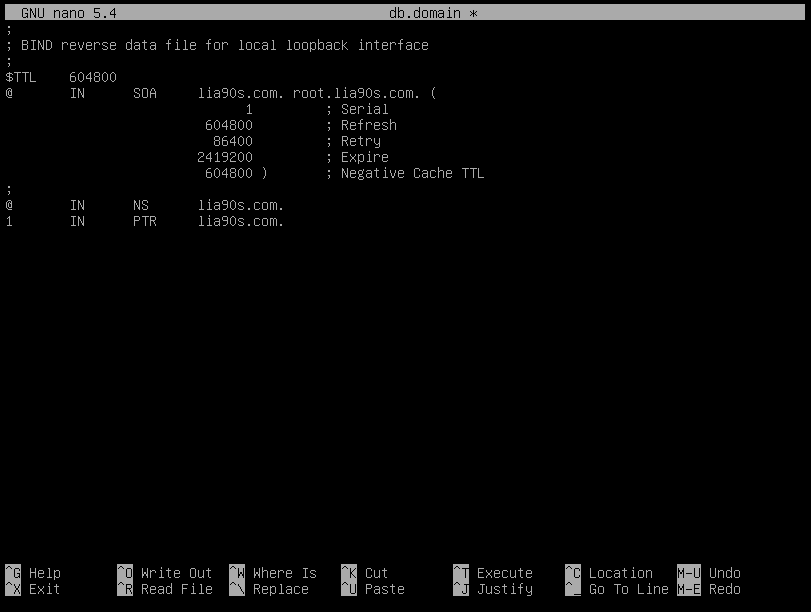 GNU nano 5.4 db.domain *
;
; BIND reverse data file for local loopback interface
;
$TTL 604800
@ IN SOA lia90s.com. root.lia90s.com. (
1 ; Serial
604800 ; Refresh
86400 ; Retry
2419200 ; Expire
604800 ) ; Negative Cache TTL
;
@ IN NS lia90s.com.
1 IN PTR lia90s.com.
^G Help ^O Write Out ^W Where Is ^K Cut ^T Execute ^C Location M-U Undo
^X Exit ^R Read File ^\ Replace ^U Paste ^J Justify ^_ Go To Line M-E Redo